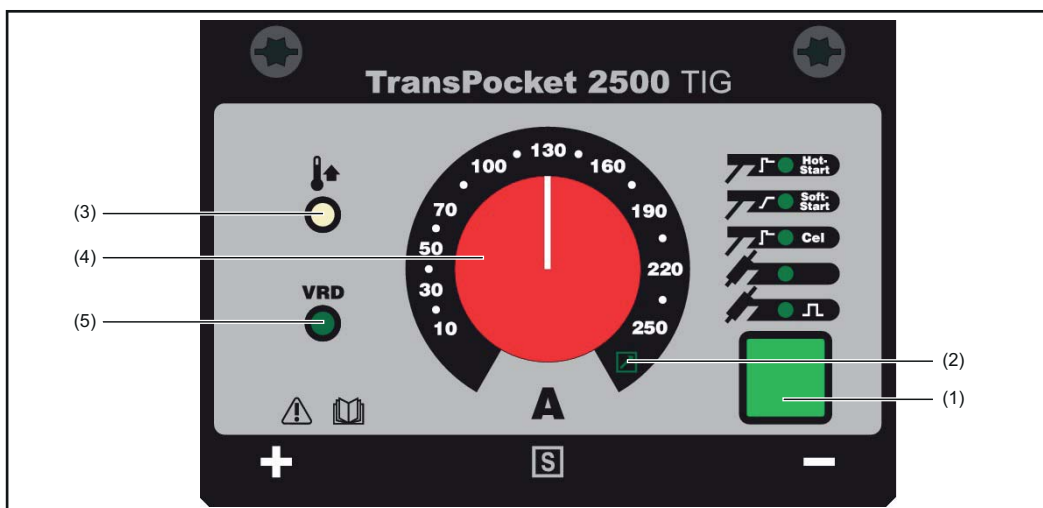 TransPocket 2500 TIG
10 30 50 70 100 130 160 190 220 250
Hot-
Start
Soft-
Start
Cel
VRD
A
+ S −
(3)
(4)
(5)
(2)
(1)